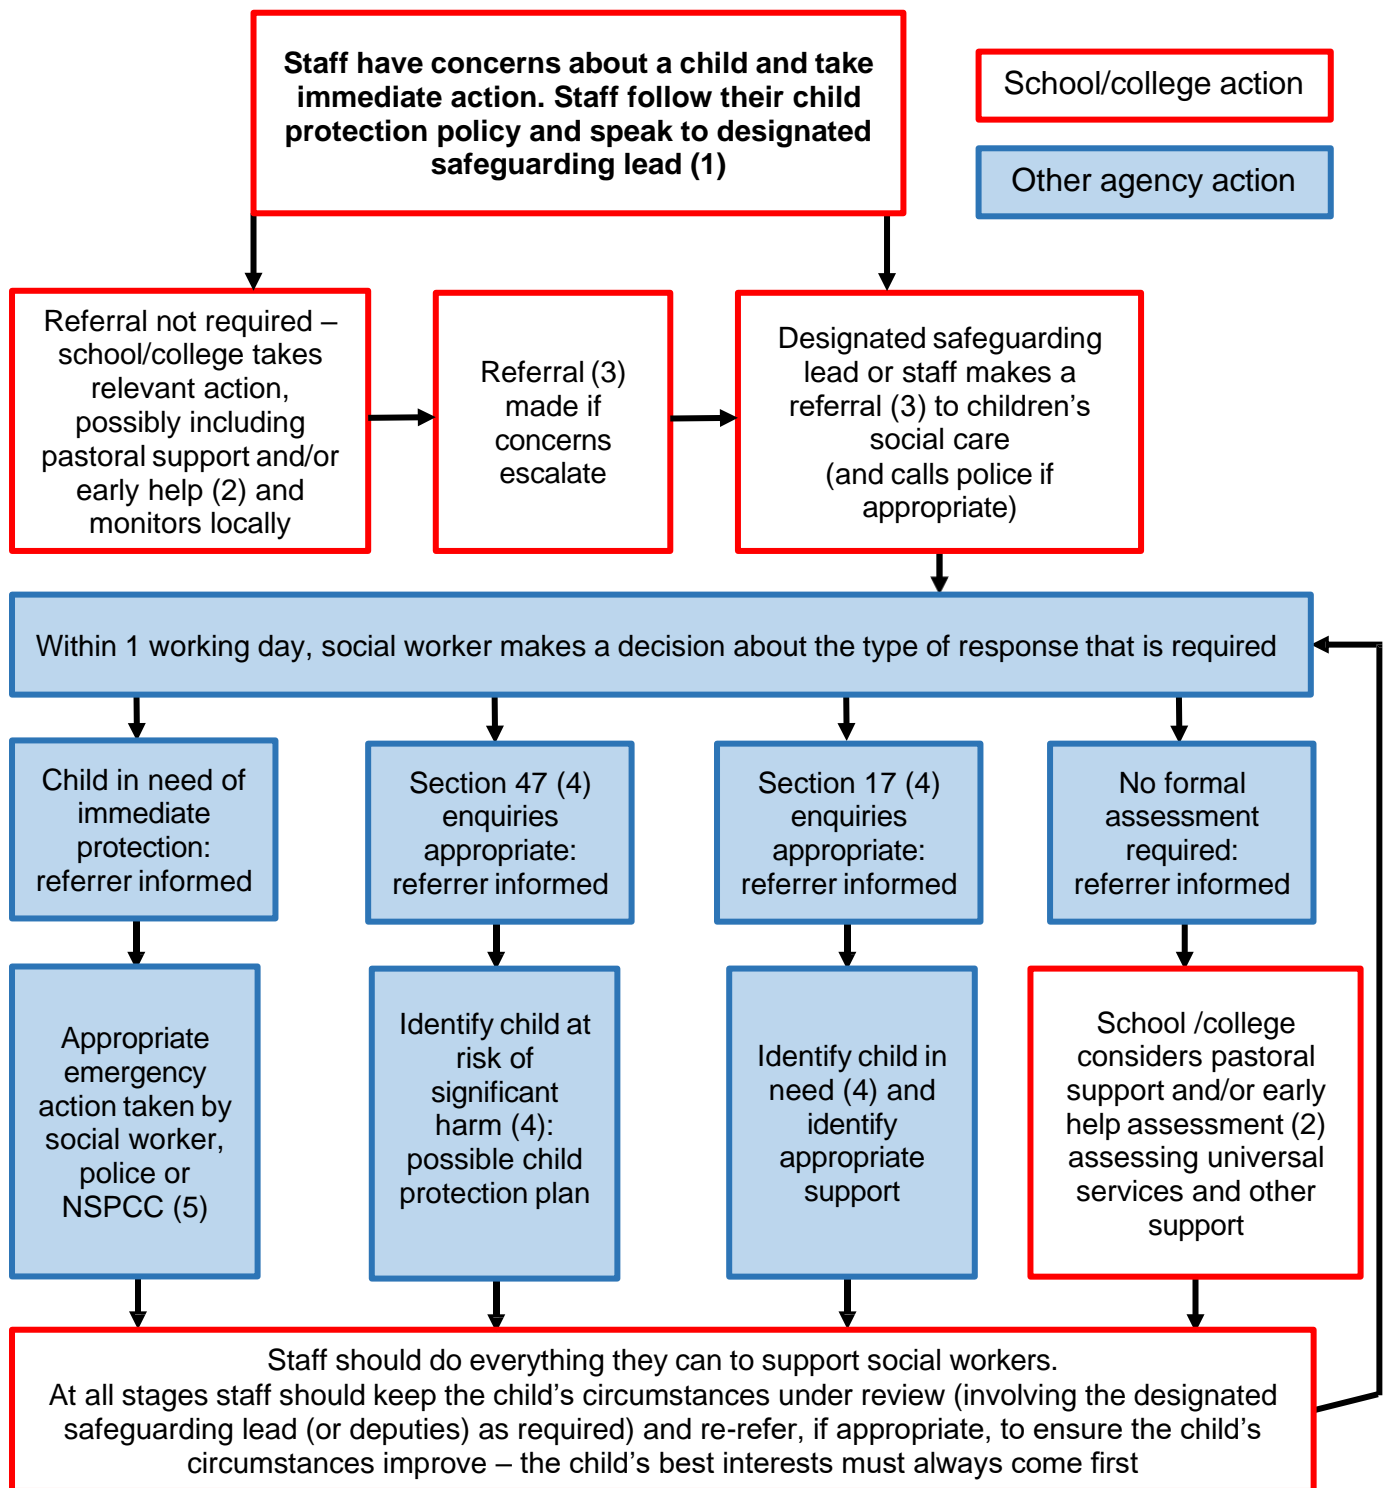 Staff have concerns about a child and take
immediate action. Staff follow their child
protection policy and speak to designated
safeguarding lead (1)
School/college action
Other agency action
Referral not required –
school/college takes
relevant action,
possibly including
pastoral support and/or
early help (2) and
monitors locally
Referral (3)
made if
concerns
escalate
Designated safeguarding
lead or staff makes a
referral (3) to children’s
social care
(and calls police if
appropriate)
Within 1 working day, social worker makes a decision about the type of response that is required
Child in need of
immediate
protection:
referrer informed
Section 47 (4)
enquiries
appropriate:
referrer informed
Section 17 (4)
enquiries
appropriate:
referrer informed
No formal
assessment
required:
referrer informed
Appropriate
emergency
action taken by
social worker,
police or
NSPCC (5)
Identify child at
risk of
significant
harm (4):
possible child
protection plan
Identify child in
need (4) and
identify
appropriate
support
School /college
considers pastoral
support and/or early
help assessment (2)
assessing universal
services and other
support
Staff should do everything they can to support social workers.
At all stages staff should keep the child’s circumstances under review (involving the designated
safeguarding lead (or deputies) as required) and re-refer, if appropriate, to ensure the child’s
circumstances improve – the child’s best interests must always come first